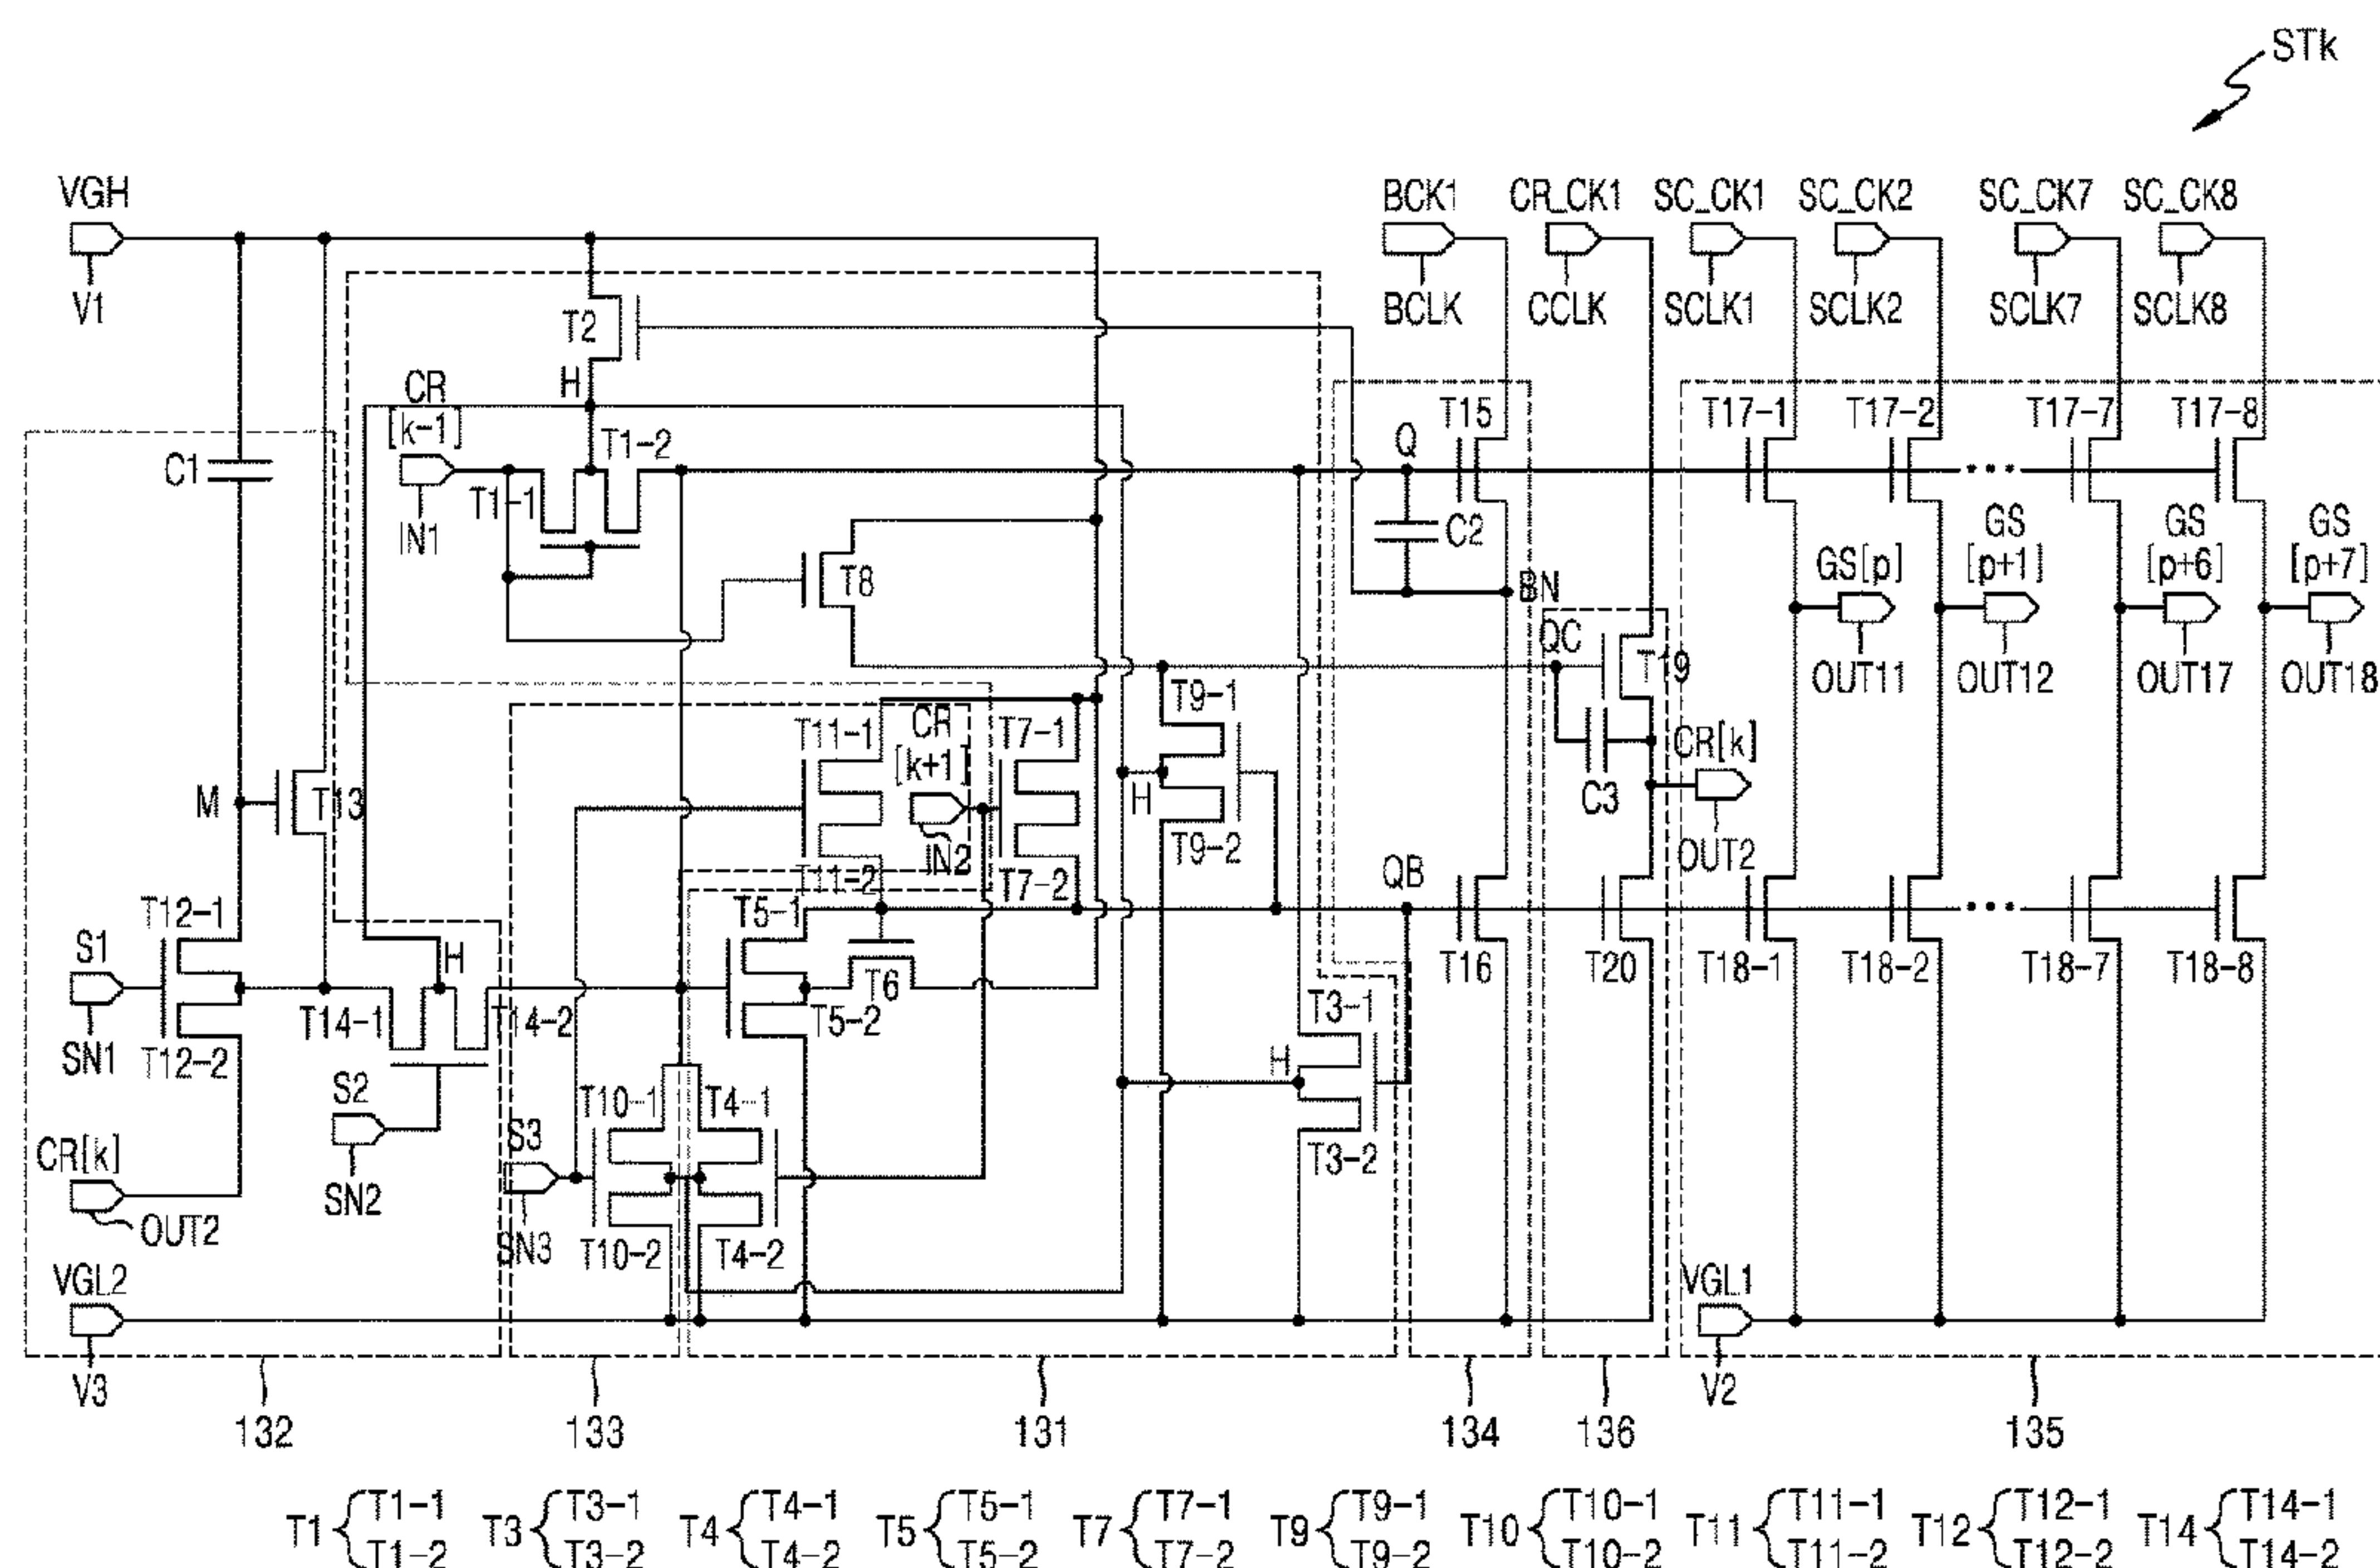 STk
VGH
V1
BCK1
BCLK
CR_CK1
CCLK
SC_CK1
SCLK1
SC_CK2
SCLK2
SC_CK7
SCLK7
SC_CK8
SCLK8
T2
H
CR
[k-1]
IN1
T1-1
T1-2
C1
T8
Q
C2
BN
T15
T17-1
T17-2
T17-7
T17-8
...
GS[p]
OUT11
GS
[p+1]
OUT12
GS
[p+6]
OUT17
GS
[p+7]
OUT18
QC
T19
C3
CR[k]
OUT2
M
T13
T11-1
T11-2
CR
[k+1]
IN2
T7-1
T7-2
T9-1
H
T9-2
QB
T12-1
S1
SN1
T12-2
T14-1
H
T14-2
S2
SN2
T5-1
T5-2
T6
T16
T20
T18-1
T18-2
T18-7
T18-8
...
T3-1
H
T3-2
CR[k]
OUT2
S3
SN3
T10-1
T10-2
T4-1
T4-2
VGL2
V3
VGL1
V2
132
133
131
134
136
135
T1 { T1-1
T1-2
T3 { T3-1
T3-2
T4 { T4-1
T4-2
T5 { T5-1
T5-2
T7 { T7-1
T7-2
T9 { T9-1
T9-2
T10 { T10-1
T10-2
T11 { T11-1
T11-2
T12 { T12-1
T12-2
T14 { T14-1
T14-2